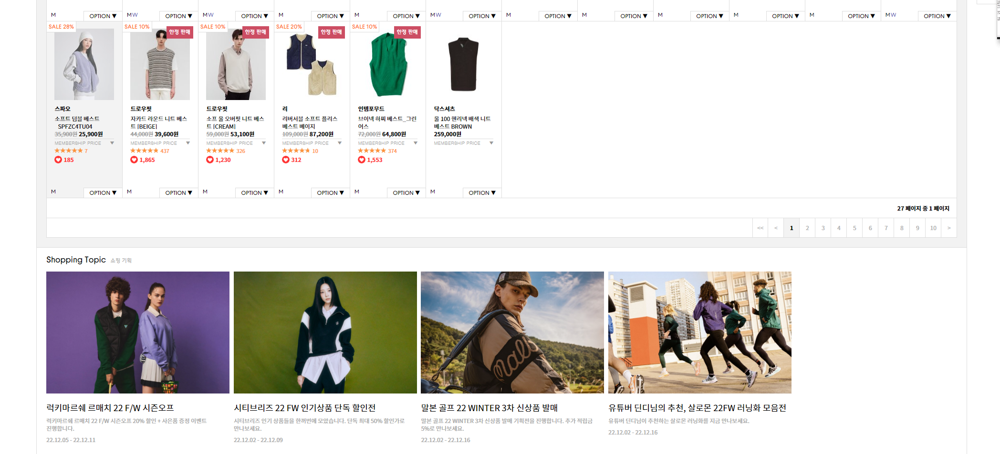 M OPTION ▼ MW OPTION ▼ MW OPTION ▼ M OPTION ▼ M OPTION ▼ MW OPTION ▼ M OPTION ▼ M OPTION ▼ M OPTION ▼ M OPTION ▼ M OPTION ▼ MW OPTION ▼
SALE 28%
스파오
소프트 덤블 베스트
_SPFZC4TU04
35,900원 25,900원
MEMBERSHIP PRICE ▼
★★★★★ 7
185
M OPTION ▼
SALE 10%
한정 판매
드로우핏
자카드 라운드 니트 베스
트 [BEIGE]
44,000원 39,600원
MEMBERSHIP PRICE ▼
★★★★★ 437
1,865
M OPTION ▼
SALE 10%
한정 판매
드로우핏
소프 울 오버핏 니트 베스
트 [CREAM]
59,000원 53,100원
MEMBERSHIP PRICE ▼
★★★★★ 326
1,230
M OPTION ▼
SALE 20%
한정 판매
리
리버서블 소프트 플리스
베스트 베이지
109,000원 87,200원
MEMBERSHIP PRICE ▼
★★★★★ 10
312
M OPTION ▼
SALE 10%
한정 판매
인템포무드
브이넥 하찌 베스트_그린
어스
72,000원 64,800원
MEMBERSHIP PRICE ▼
★★★★★ 374
1,553
M OPTION ▼
닥스셔츠
울 100 헨리넥 배색 니트
베스트 BROWN
259,000원
MEMBERSHIP PRICE ▼
M OPTION ▼
27 페이지 중 1 페이지
<< < 1 2 3 4 5 6 7 8 9 10 >
Shopping Topic 쇼핑 기획
malb
럭키마르쉐 르매치 22 F/W 시즌오프
럭키마르쉐 르매치 22 F/W 시즌오프 20% 할인 + 사은품 증정 이벤트
진행합니다.
22.12.05 - 22.12.11
시티브리즈 22 FW 인기상품 단독 할인전
시티브리즈 인기 상품들을 한꺼번에 모았습니다. 단독 최대 50% 할인가로
만나보세요.
22.12.02 - 22.12.09
말본 골프 22 WINTER 3차 신상품 발매
말본 골프 22 WINTER 3차 신상품 발매 기획전을 진행합니다. 추가 적립금
5%로 만나보세요.
22.12.02 - 22.12.16
유튜버 딘디님의 추천, 살로몬 22FW 러닝화 모음전
유튜버 딘디님이 추천하는 살로몬 러닝화를 지금 만나보세요.
22.12.02 - 22.12.16